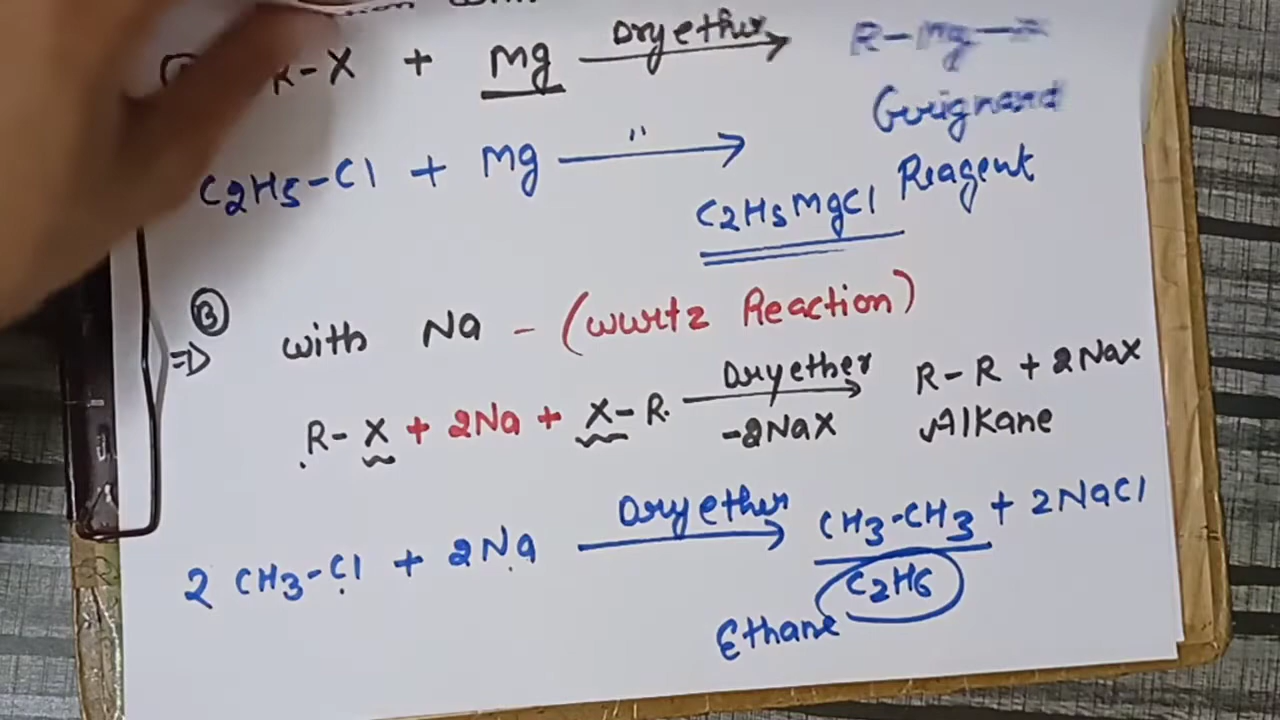 R-X + Mg Dry ether R-Mg-X
Grignard
Reagent
C2H5-Cl + Mg " C2H5MgCl
B with Na - (Wurtz Reaction)
R-X + 2Na + X-R Dry ether -2NaX R-R + 2NaX
Alkane
2 CH3-Cl + 2Na Dry ether CH3-CH3 + 2NaCl
C2H6
Ethane